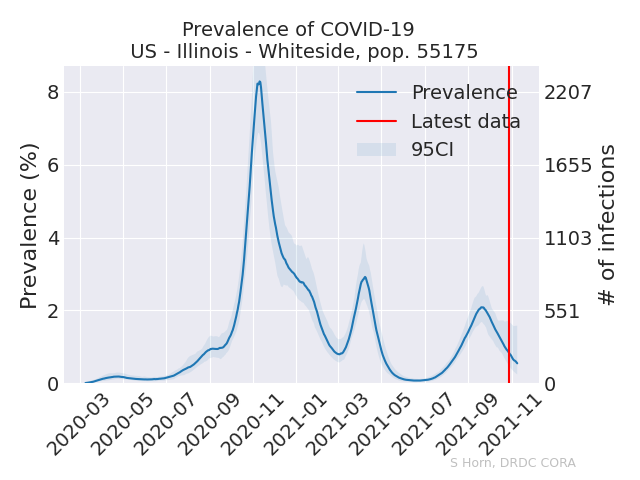 Prevalence of COVID-19
US - Illinois - Whiteside, pop. 55175
Prevalence
Latest data
95CI
Prevalence (%)
8
6
4
2
0
2207
1655
1103
551
0
# of infections
2020-03
2020-05
2020-07
2020-09
2020-11
2021-01
2021-03
2021-05
2021-07
2021-09
2021-11
S Horn, DRDC CORA